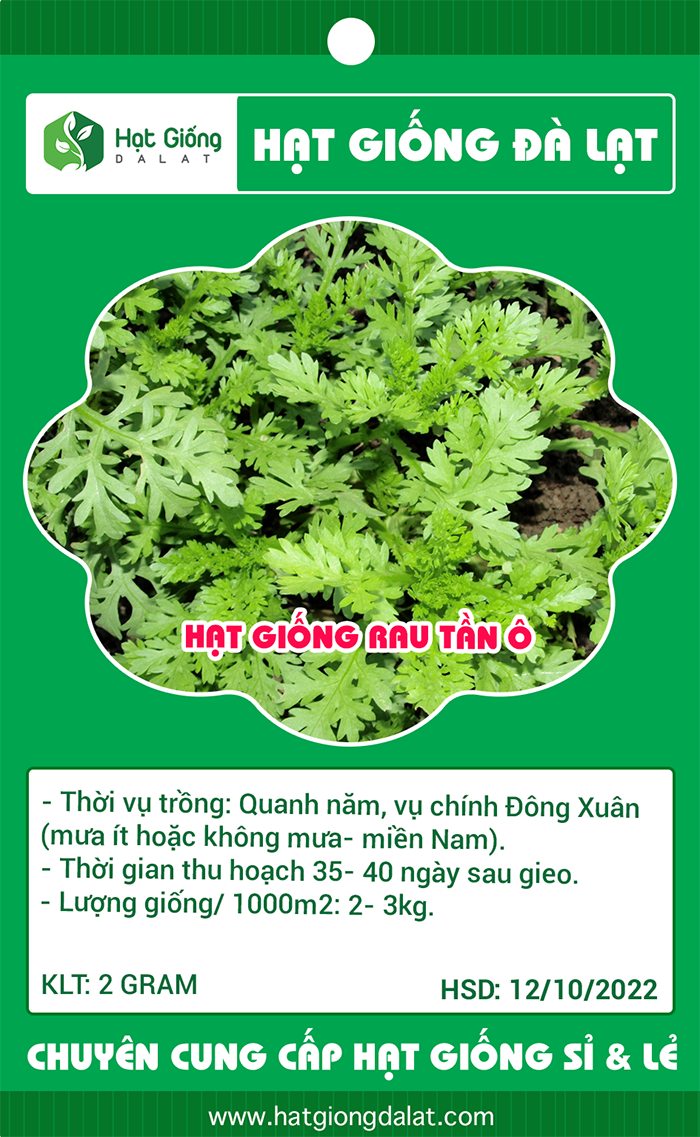 Hạt Giống
DALAT
HẠT GIỐNG ĐÀ LẠT
HẠT GIỐNG RAU TẦN Ô
- Thời vụ trồng: Quanh năm, vụ chính Đông Xuân
(mưa ít hoặc không mưa- miền Nam).
- Thời gian thu hoạch 35- 40 ngày sau gieo.
- Lượng giống/ 1000m2: 2- 3kg.
KLT: 2 GRAM
HSD: 12/10/2022
CHUYÊN CUNG CẤP HẠT GIỐNG SỈ & LẺ
www.hatgiongdalat.com